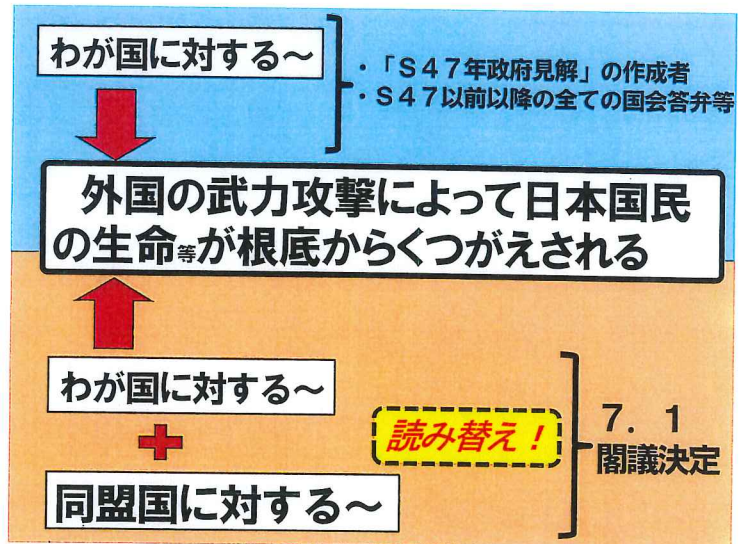 わが国に対する～
・「Ｓ４７年政府見解」の作成者
・Ｓ４７以前以降の全ての国会答弁等
外国の武力攻撃によって日本国民
の生命等が根底からくつがえされる
わが国に対する～
読み替え！
７．１
閣議決定
同盟国に対する～